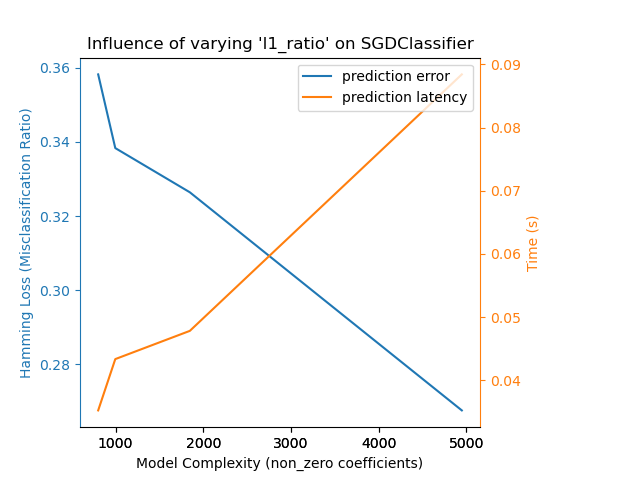 Influence of varying 'l1_ratio' on SGDClassifier
prediction error
prediction latency
Hamming Loss (Misclassification Ratio)
0.36
0.34
0.32
0.30
0.28
0.09
0.08
0.07
0.06
0.05
0.04
Time (s)
1000 2000 3000 4000 5000
Model Complexity (non_zero coefficients)